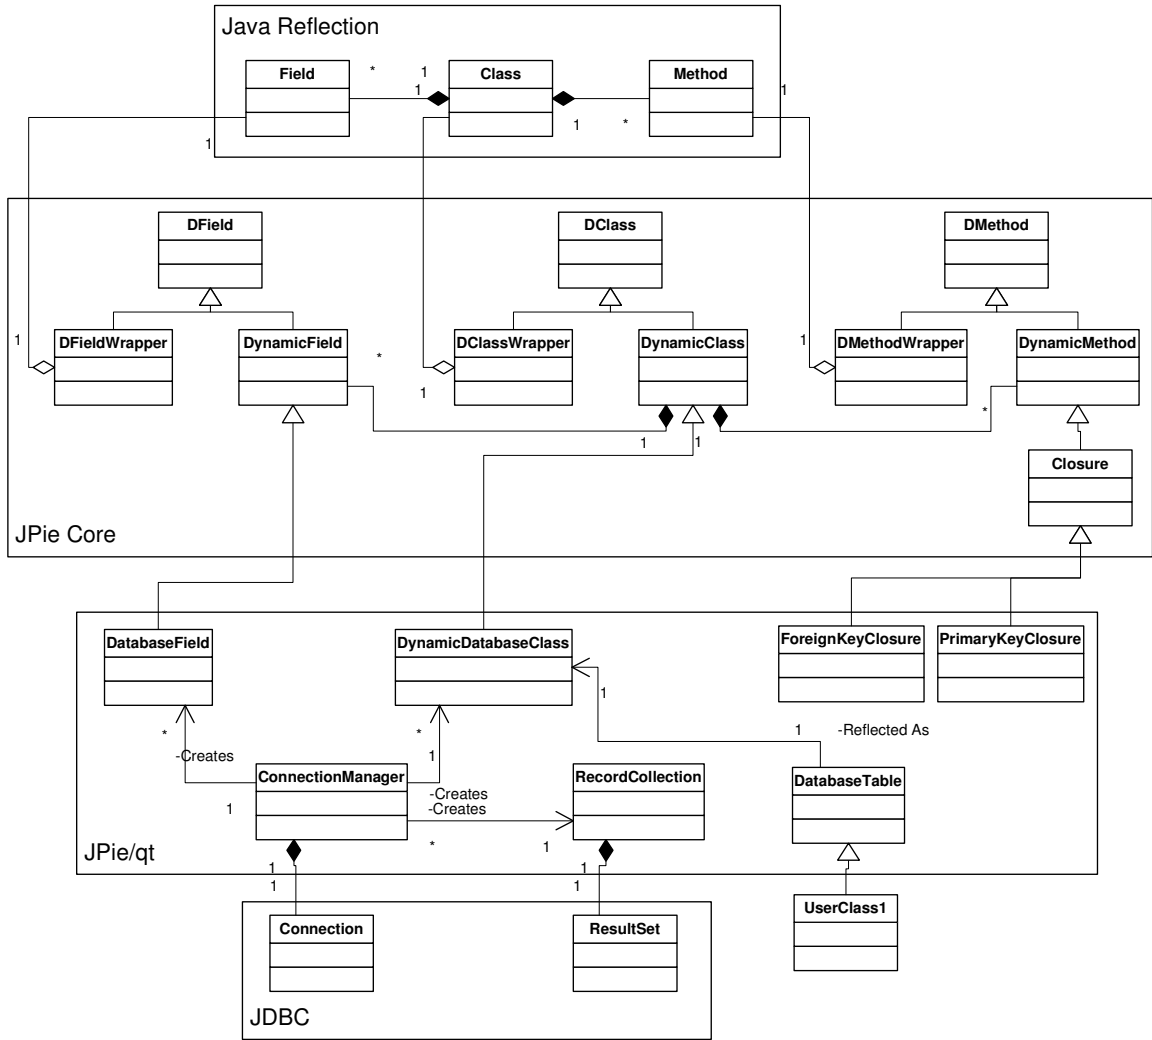 Java Reflection
Field
*
1
Class
Method
1
1
1
*
1
DField
DClass
DMethod
1
DFieldWrapper
DynamicField
*
DClassWrapper
DynamicClass
1
DMethodWrapper
DynamicMethod
1
*
1
1
Closure
JPie Core
DatabaseField
DynamicDatabaseClass
ForeignKeyClosure
PrimaryKeyClosure
1
*
*
1
-Reflected As
-Creates
1
ConnectionManager
RecordCollection
DatabaseTable
-Creates
1
-Creates
*
1
JPie/qt
1
1
1
1
UserClass1
Connection
ResultSet
JDBC